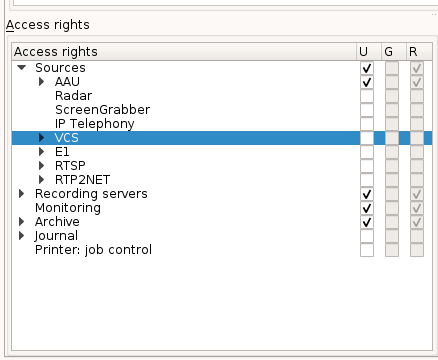 Access rights
Access rights U G R
Sources
AAU
Radar
ScreenGrabber
IP Telephony
VCS
E1
RTSP
RTP2NET
Recording servers
Monitoring
Archive
Journal
Printer: job control